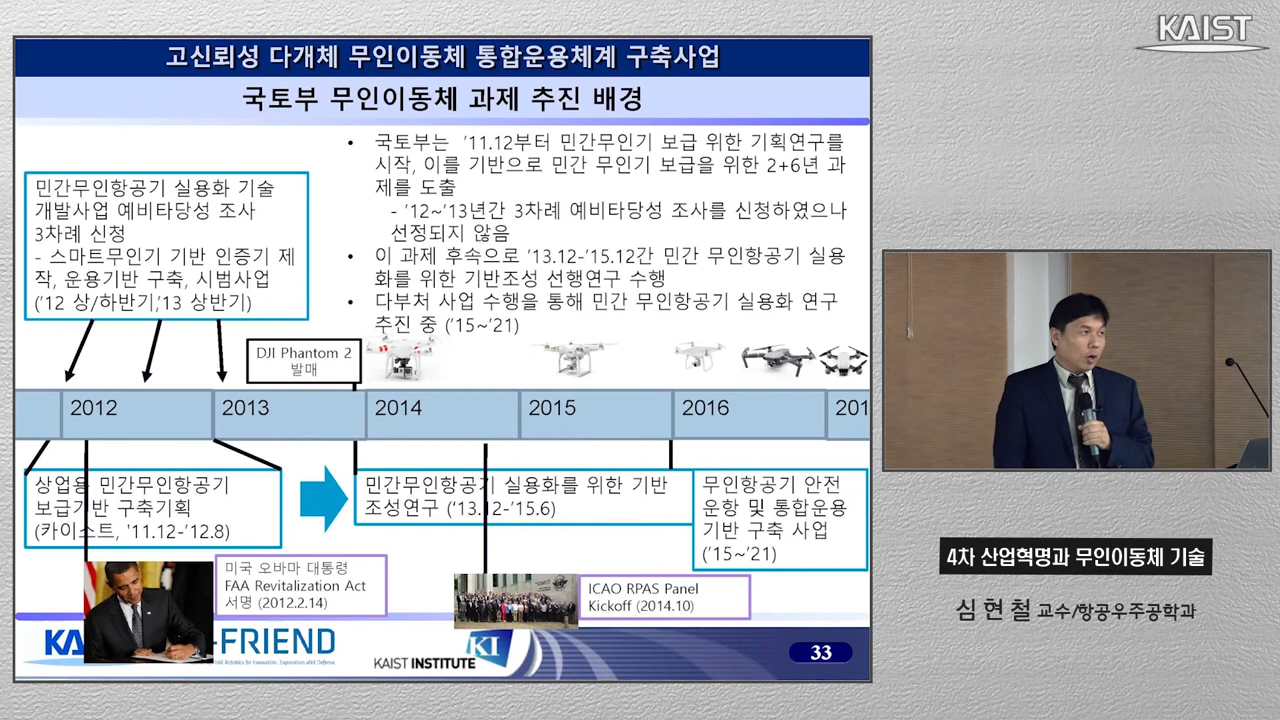 KAIST
고신뢰성 다개체 무인이동체 통합운용체계 구축사업
국토부 무인이동체 과제 추진 배경
• 국토부는 '11.12부터 민간무인기 보급 위한 기획연구를
시작, 이를 기반으로 민간 무인기 보급을 위한 2+6년 과
제를 도출
- '12~'13년간 3차례 예비타당성 조사를 신청하였으나
선정되지 않음
• 이 과제 후속으로 '13.12-'15.12간 민간 무인항공기 실용
화를 위한 기반조성 선행연구 수행
• 다부처 사업 수행을 통해 민간 무인항공기 실용화 연구
추진 중 ('15~'21)
민간무인항공기 실용화 기술
개발사업 예비타당성 조사
3차례 신청
- 스마트무인기 기반 인증기 제
작, 운용기반 구축, 시범사업
('12 상/하반기,'13 상반기)
DJI Phantom 2
발매
2012
2013
2014
2015
2016
201
상업용 민간무인항공기
보급기반 구축기획
(카이스트, '11.12-'12.8)
민간무인항공기 실용화를 위한 기반
조성연구 ('13.12-'15.6)
무인항공기 안전
운항 및 통합운용
기반 구축 사업
('15~'21)
미국 오바마 대통령
FAA Revitalization Act
서명 (2012.2.14)
ICAO RPAS Panel
Kickoff (2014.10)
KA
-FRIEND
KAIST INSTITUTE
KI
33
4차 산업혁명과 무인이동체 기술
심 현 철 교수/항공우주공학과